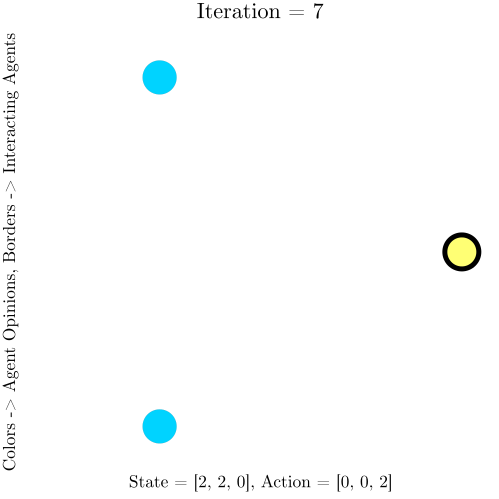 Iteration = 7
Colors -> Agent Opinions, Borders -> Interacting Agents
State = [2, 2, 0], Action = [0, 0, 2]